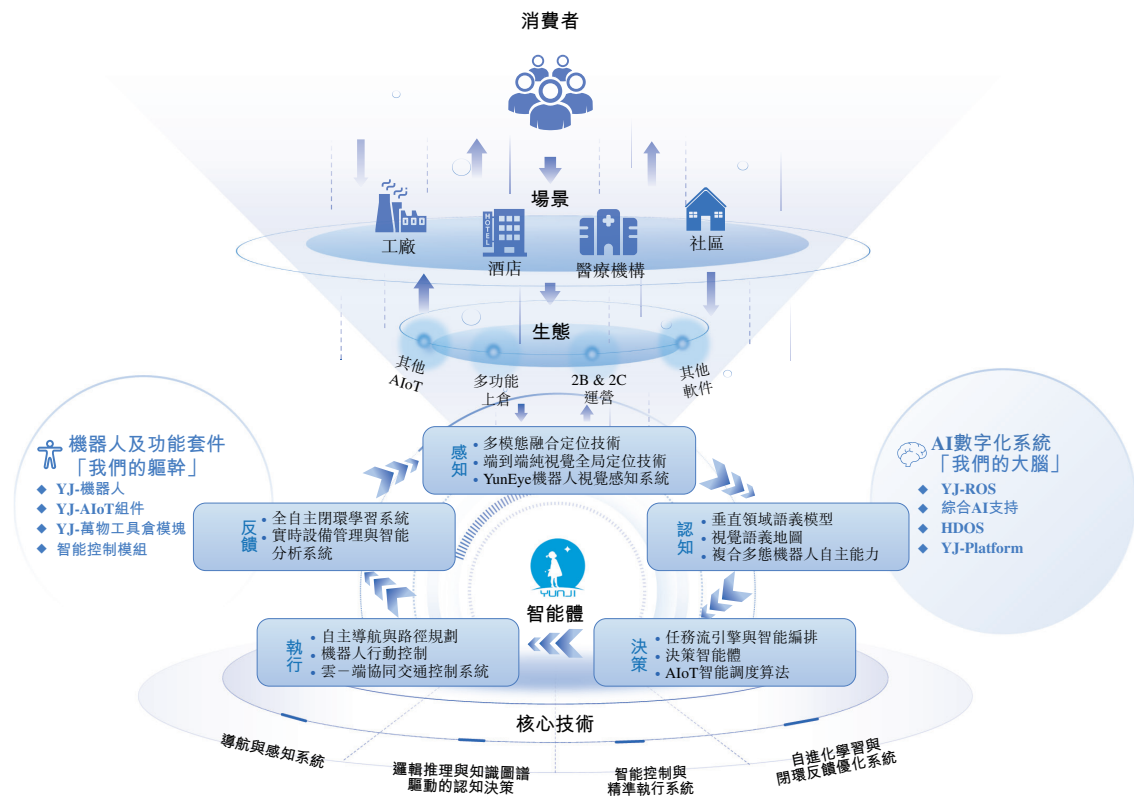 消費者
場景
工廠
HOTEL
酒店
醫療機構
社區
生態
其他
AIoT
多功能
上倉
2B & 2C
運營
其他
軟件
機器人及功能套件
「我們的軀幹」
◆ YJ-機器人
◆ YJ-AIoT組件
◆ YJ-萬物工具倉模塊
◆ 智能控制模組
AI數字化系統
「我們的大腦」
◆ YJ-ROS
◆ 綜合AI支持
◆ HDOS
◆ YJ-Platform
感知
• 多模態融合定位技術
• 端到端純視覺全局定位技術
• YunEye機器人視覺感知系統
反饋
• 全自主閉環學習系統
• 實時設備管理與智能
分析系統
認知
• 垂直領域語義模型
• 視覺語義地圖
• 複合多態機器人自主能力
YUNJI
智能體
執行
• 自主導航與路徑規劃
• 機器人行動控制
• 雲－端協同交通控制系統
決策
• 任務流引擎與智能編排
• 決策智能體
• AIoT智能調度算法
核心技術
導航與感知系統
邏輯推理與知識圖譜
驅動的認知決策
智能控制與
精準執行系統
自進化學習與
閉環反饋優化系統